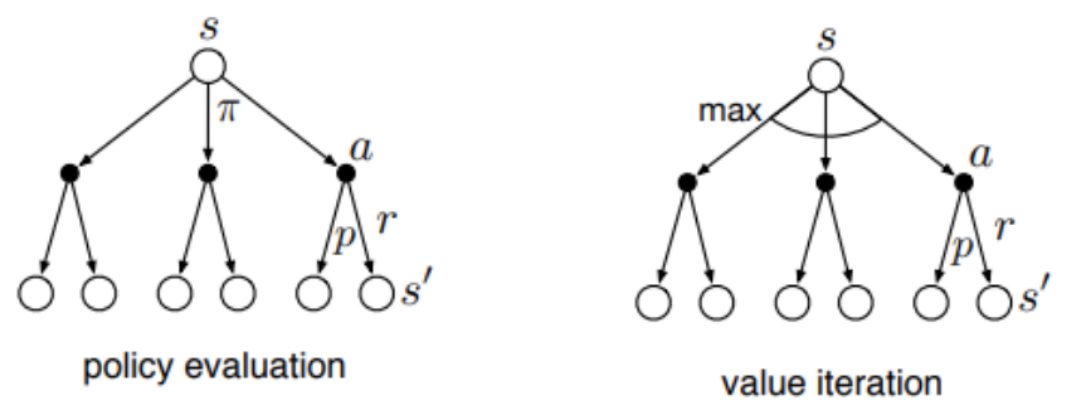 s
π
a
p
r
s′
policy evaluation
s
max
a
p
r
s′
value iteration